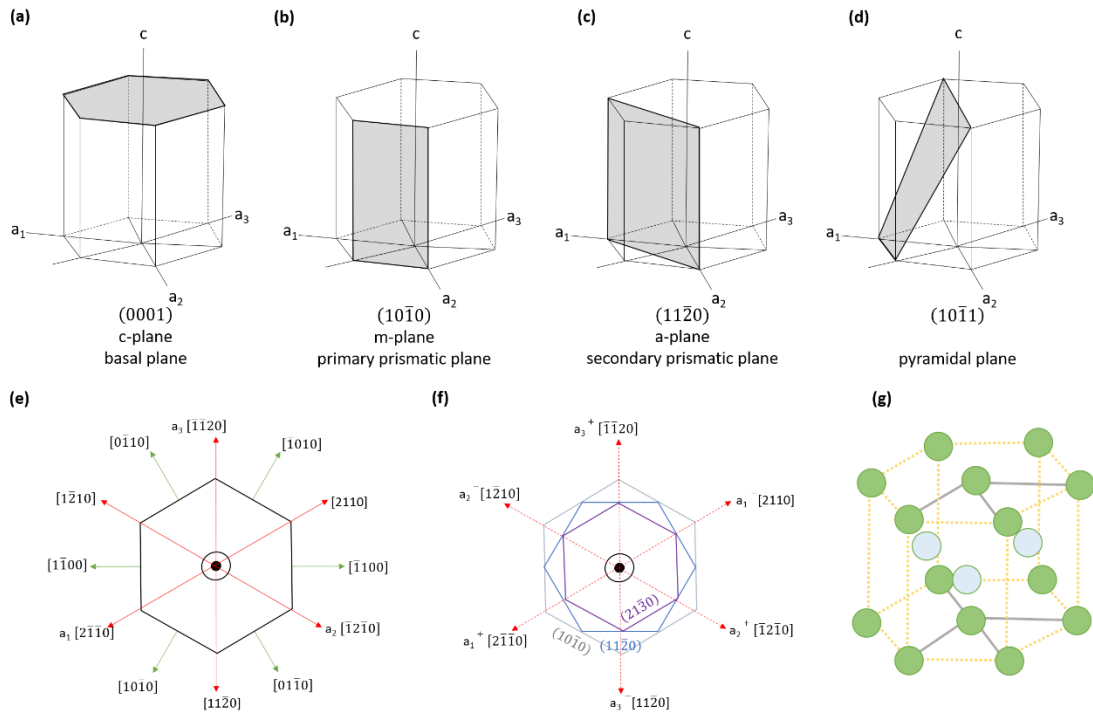 (a)
(b)
(c)
(d)
c
c
c
c
a₁
a₃
a₁
a₃
a₁
a₃
a₁
a₃
a₂
a₂
a₂
a₂
(0001)
(101̄0)
(112̄0)
(101̄1)
c-plane
m-plane
a-plane
basal plane
primary prismatic plane
secondary prismatic plane
pyramidal plane
(e)
(f)
(g)
a₃ [1̄1̄20]
[01̄10]
[1010]
[12̄10]
[2110]
[11̄00]
[1̄100]
a₁ [21̄1̄0]
a₂ [1̄21̄0]
[101̄0]
[011̄0]
[112̄0]
a₃⁺ [1̄1̄20]
a₂⁻ [12̄10]
a₁⁻ [2110]
(213̄0)
a₁⁺ [21̄1̄0]
(101̄0)
(112̄0)
a₂⁺ [1̄21̄0]
a₃⁻ [112̄0]